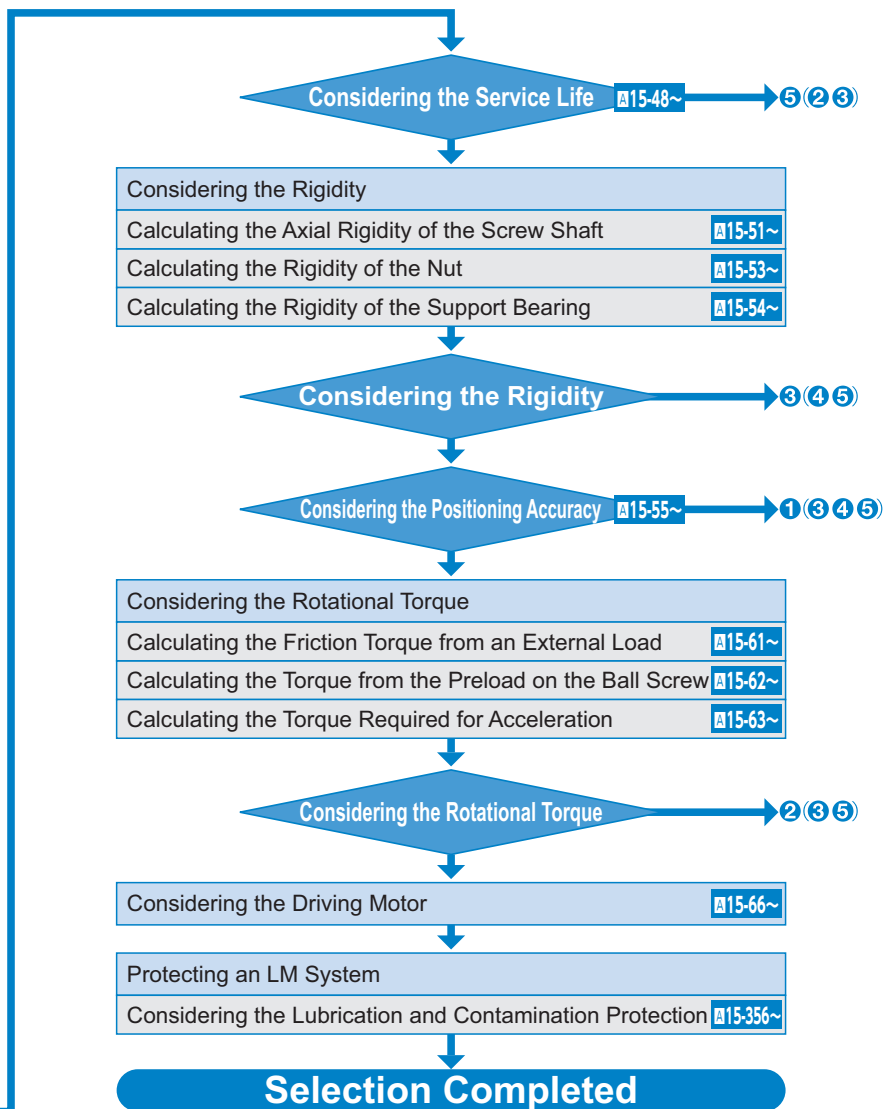 Considering the Service Life A15-48~ ❺(❷❸)
Considering the Rigidity
Calculating the Axial Rigidity of the Screw Shaft A15-51~
Calculating the Rigidity of the Nut A15-53~
Calculating the Rigidity of the Support Bearing A15-54~
Considering the Rigidity ❸(❹❺)
Considering the Positioning Accuracy A15-55~ ❶(❸❹❺)
Considering the Rotational Torque
Calculating the Friction Torque from an External Load A15-61~
Calculating the Torque from the Preload on the Ball Screw A15-62~
Calculating the Torque Required for Acceleration A15-63~
Considering the Rotational Torque ❷(❸❺)
Considering the Driving Motor A15-66~
Protecting an LM System
Considering the Lubrication and Contamination Protection A15-356~
Selection Completed